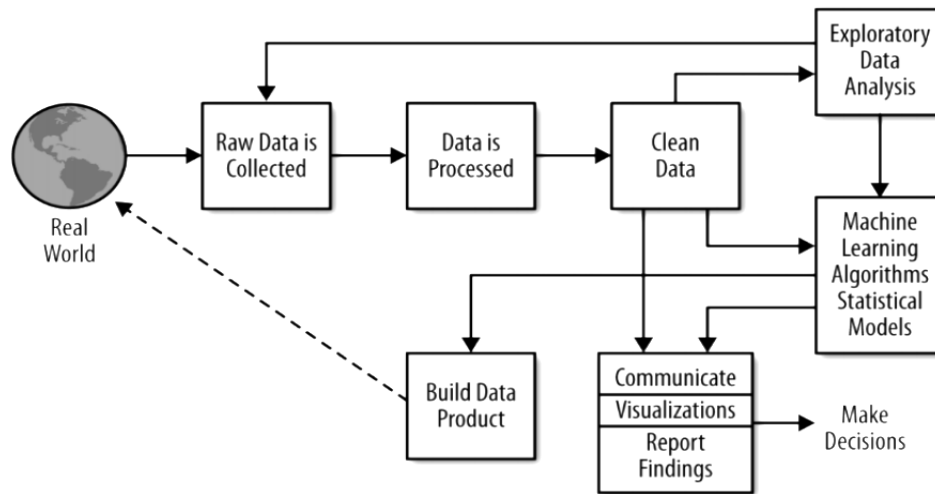 Exploratory
Data
Analysis
Raw Data is
Collected
Data is
Processed
Clean
Data
Real
World
Machine
Learning
Algorithms
Statistical
Models
Build Data
Product
Communicate
Visualizations
Report
Findings
Make
Decisions